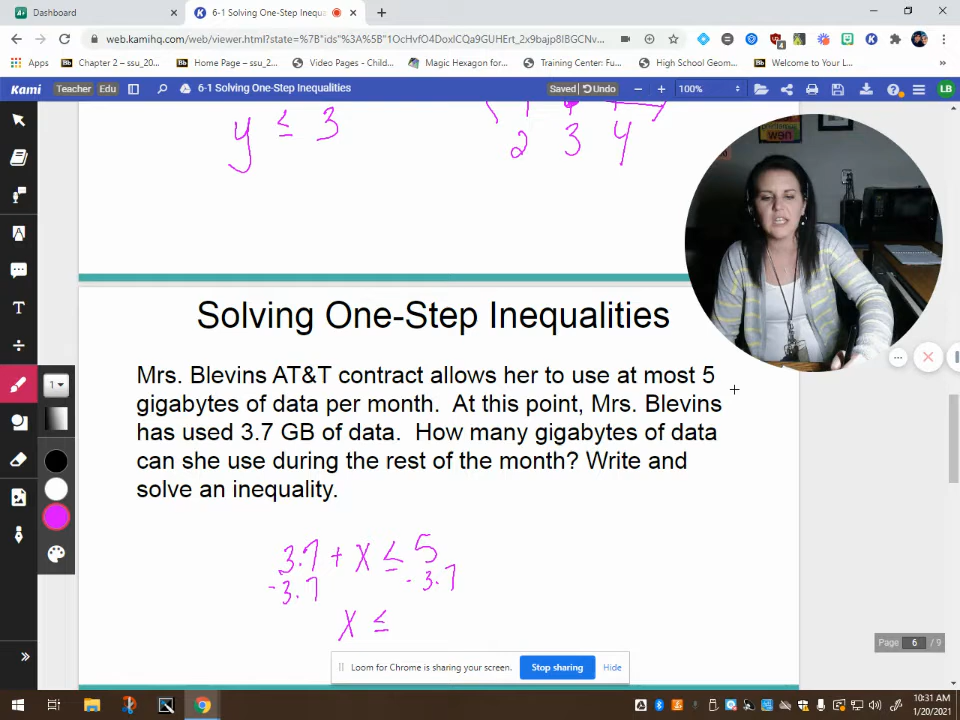 Dashboard
6-1 Solving One-Step Inequa
web.kamihq.com/web/viewer.html?state=%7B"ids"%3A%5B"1OcHvfO4DoxlCQa9GUHErt_2x9bajp8IBGCNv...
Apps
Chapter 2 – ssu_20...
Home Page – ssu_2...
Video Pages - Child...
Magic Hexagon for...
Training Center: Fu...
High School Geom...
Welcome to Your L...
Kami
Teacher
Edu
6-1 Solving One-Step Inequalities
Saved
Undo
100%
LB
y ≤ 3
2 3 4
Solving One-Step Inequalities
Mrs. Blevins AT&T contract allows her to use at most 5
gigabytes of data per month. At this point, Mrs. Blevins
has used 3.7 GB of data. How many gigabytes of data
can she use during the rest of the month? Write and
solve an inequality.
3.7 + x ≤ 5
-3.7 -3.7
x ≤
1
T
Page 6 / 9
Loom for Chrome is sharing your screen.
Stop sharing
Hide
10:31 AM
1/20/2021